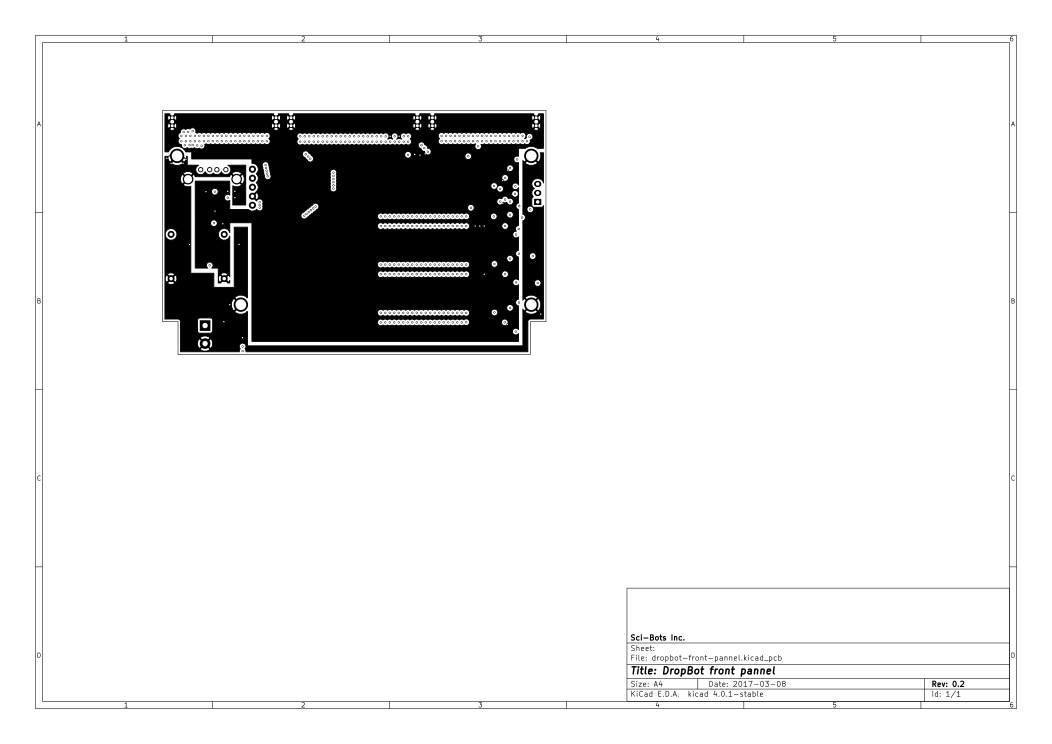 1 2 3 4 5 6
A A
B B
C C
D D
Sci-Bots Inc.
Sheet:
File: dropbot-front-pannel.kicad_pcb
Title: DropBot front pannel
Size: A4 Date: 2017-03-08 Rev: 0.2
KiCad E.D.A. kicad 4.0.1-stable Id: 1/1
1 2 3 4 5 6